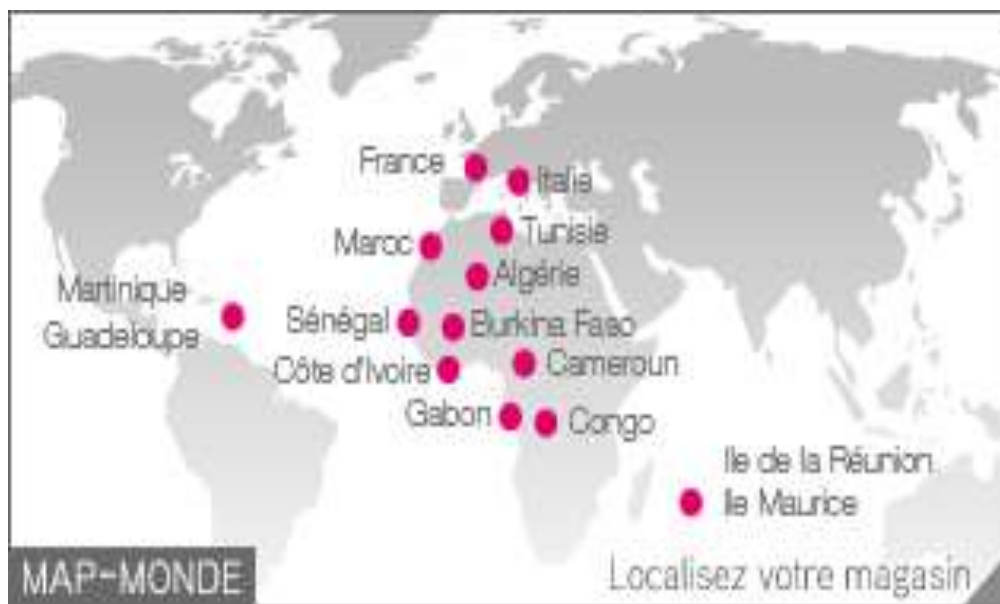 France
Italie
Maroc
Tunisie
Algérie
Martinique
Guadeloupe
Sénégal
Burkina Faso
Côte d'Ivoire
Cameroun
Gabon
Congo
Ile de la Réunion
Ile Maurice
MAP-MONDE
Localisez votre magasin